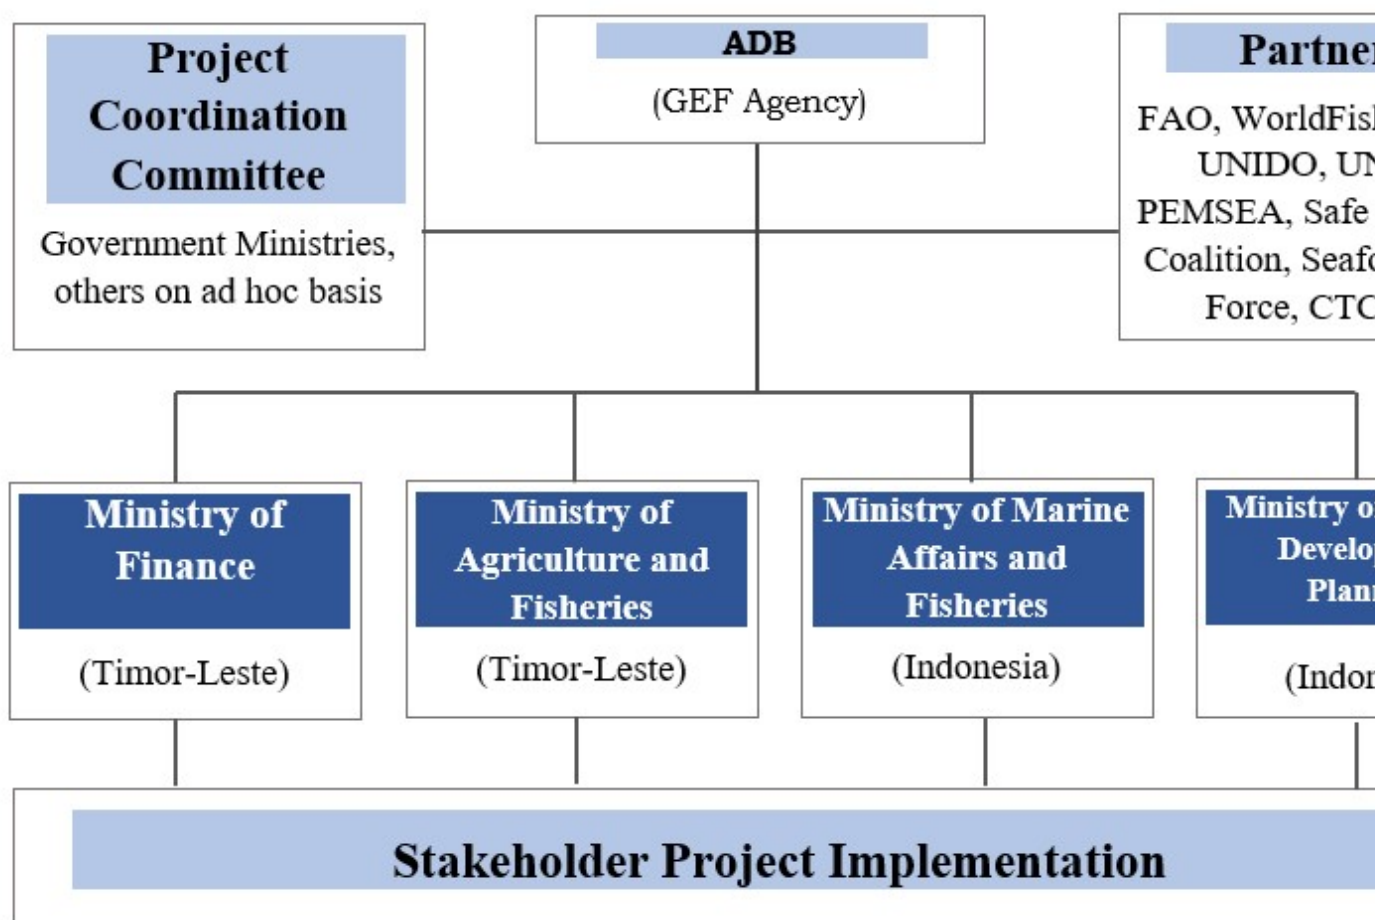 Project
Coordination
Committee
Government Ministries,
others on ad hoc basis
ADB
(GEF Agency)
FAO,
UNIDO,
PEMSEA, Safe
Coalition,
Force,
Ministry of
Finance
(Timor-Leste)
Ministry of
Agriculture and
Fisheries
(Timor-Leste)
Ministry of Marine
Affairs and
Fisheries
(Indonesia)
Ministry
Stakeholder Project Implementation